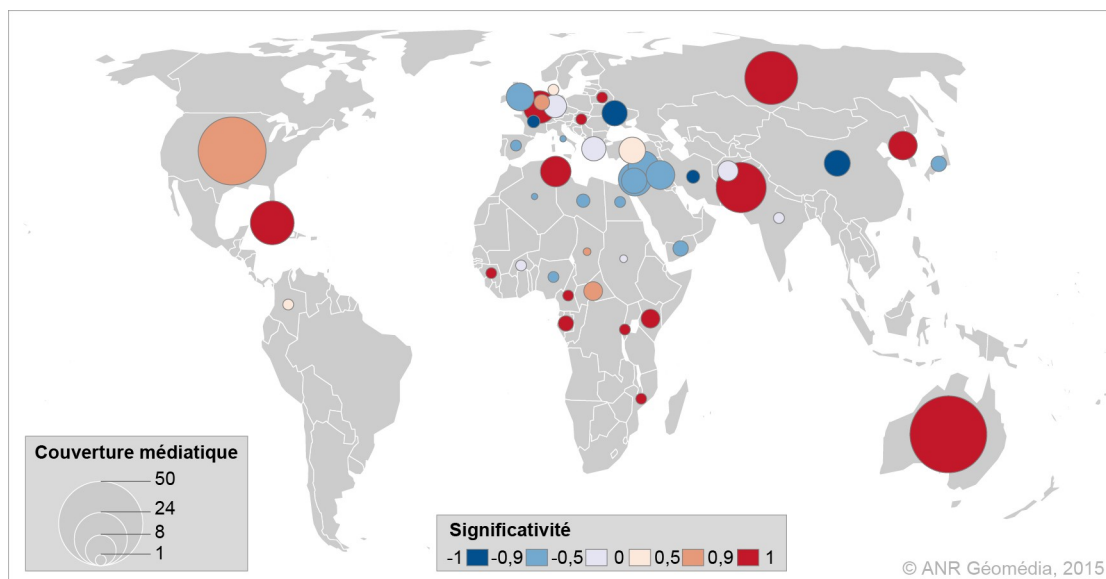 Couverture médiatique
50
24
8
1
Significativité
-1 -0,9 -0,5 0 0,5 0,9 1
© ANR Géomédia, 2015